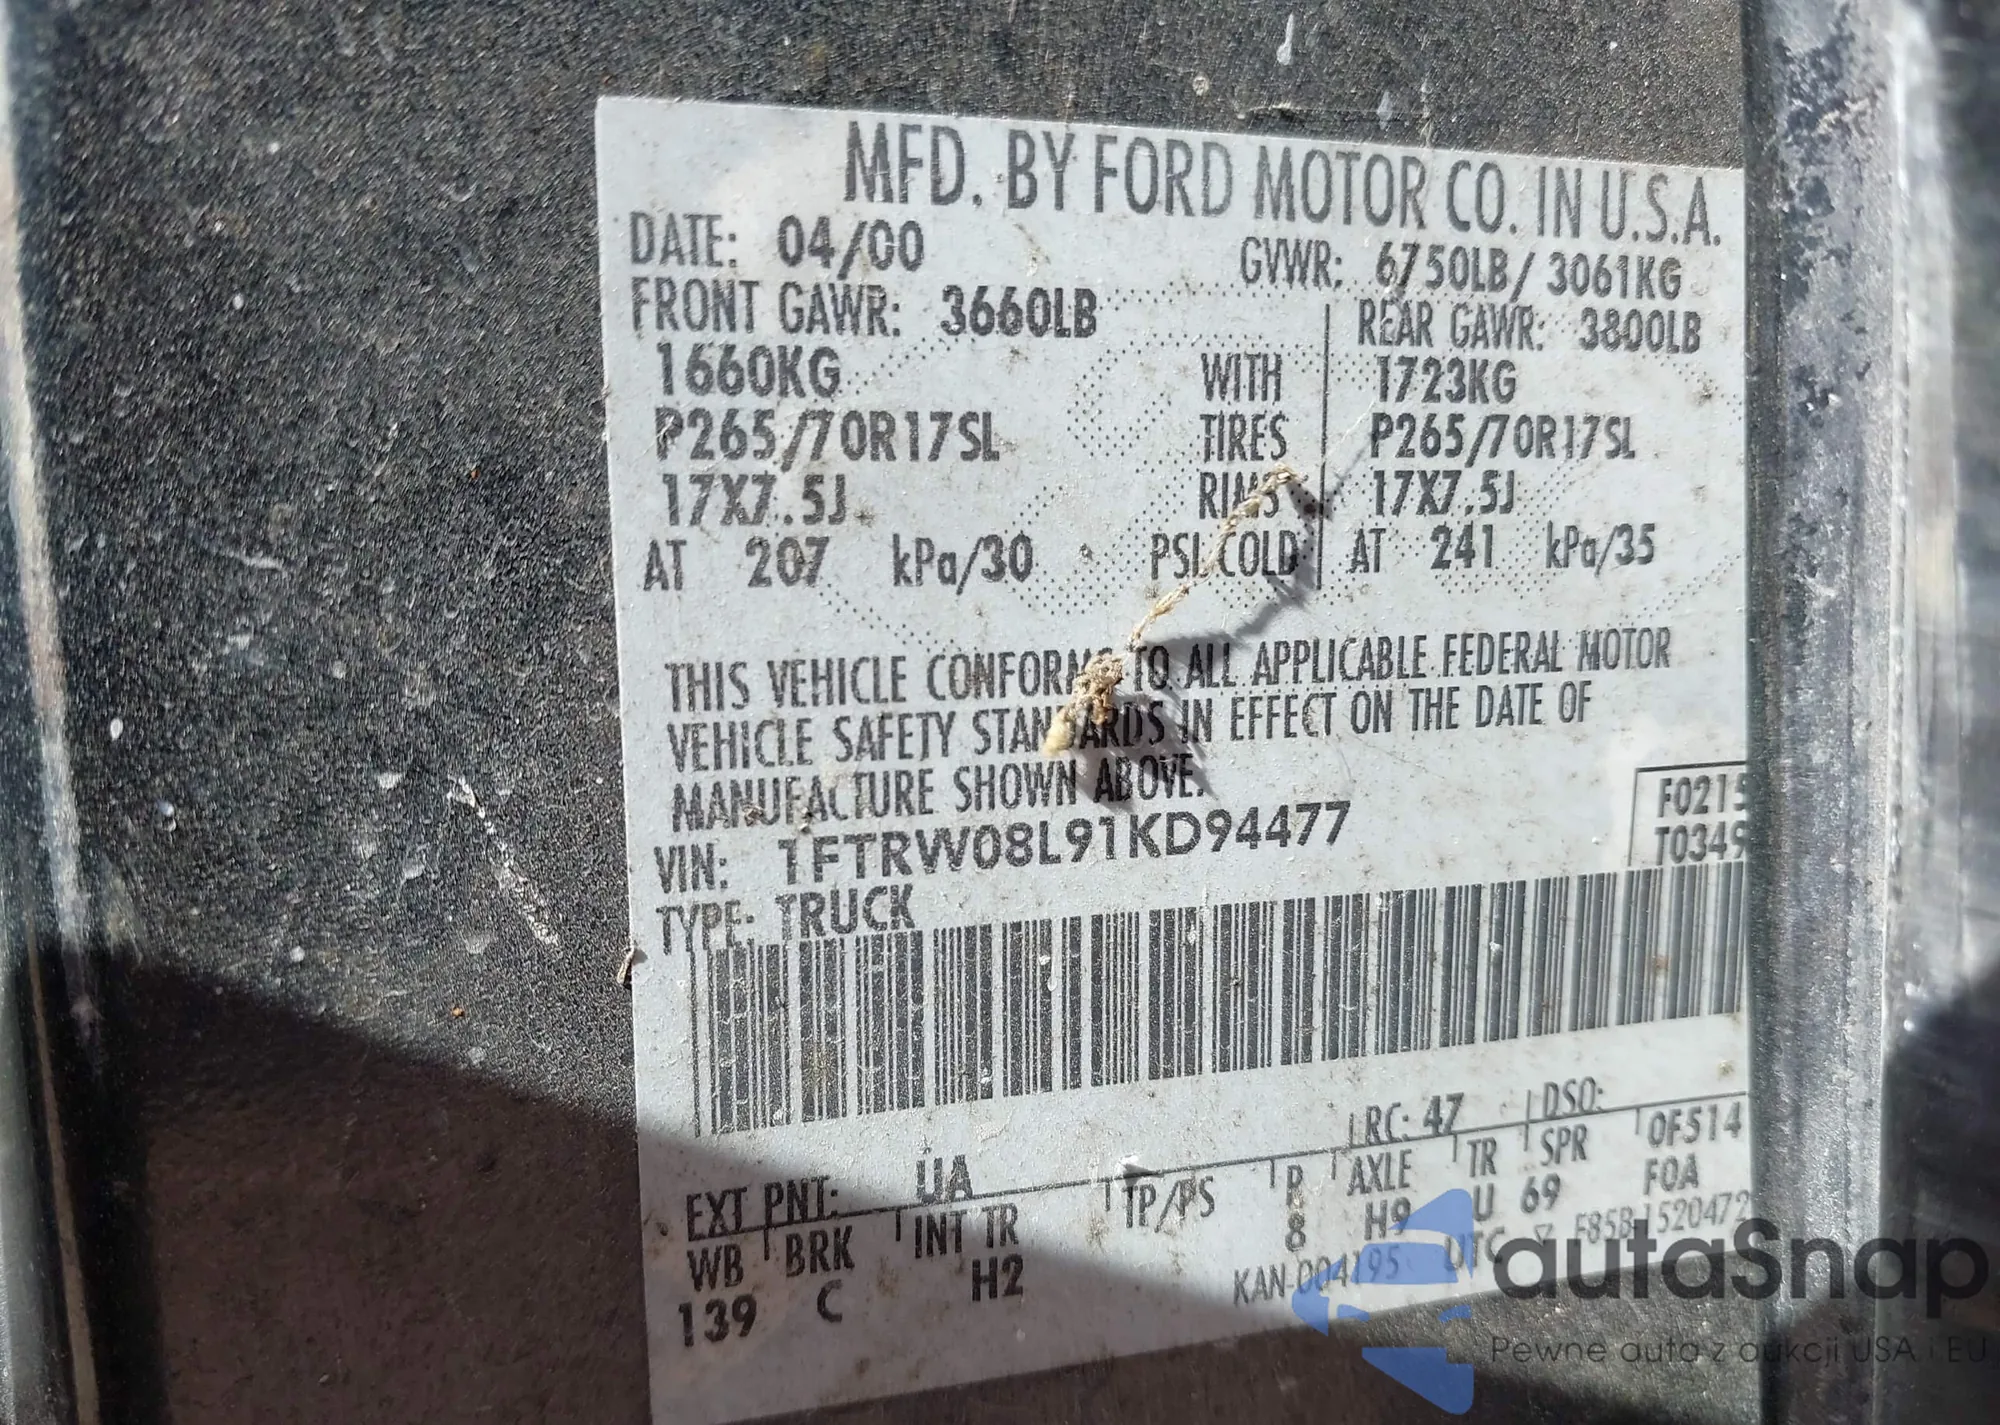 MFD. BY FORD MOTOR CO. IN U.S.A.
DATE: 04/00 GVWR: 6750LB/ 3061KG
FRONT GAWR: 3660LB REAR GAWR: 3800LB
1660KG WITH 1723KG
P265/70R17SL TIRES P265/70R17SL
17X7.5J RIMS 17X7.5J
AT 207 kPa/30 PSI COLD AT 241 kPa/35
THIS VEHICLE CONFORMS TO ALL APPLICABLE FEDERAL MOTOR
VEHICLE SAFETY STANDARDS IN EFFECT ON THE DATE OF
MANUFACTURE SHOWN ABOVE.
VIN: 1FTRW08L91KD94477
F0215
T0349
TYPE: TRUCK
RC: 47 DSO:
EXT PNT: UA
WB BRK INT TR TP/PS R AXLE TR SPR 0F514
139 C H2 8 H9 U 69 F0A
KAN-004195 UTC F85B 1520472
autaSnap
Pewne auta z aukcji USA i EU